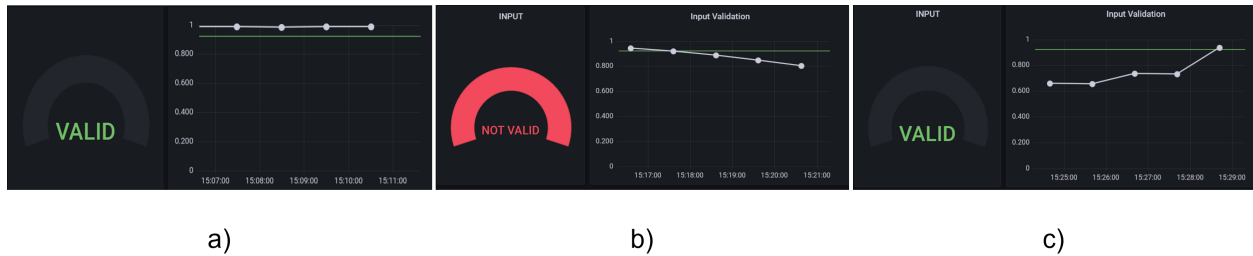 VALID
1
0.800
0.600
0.400
0.200
0
15:07:00 15:08:00 15:09:00 15:10:00 15:11:00
a)
INPUT
NOT VALID
Input Validation
1
0.800
0.600
0.400
0.200
0
15:17:00 15:18:00 15:19:00 15:20:00 15:21:00
b)
INPUT
VALID
Input Validation
1
0.800
0.600
0.400
0.200
0
15:25:00 15:26:00 15:27:00 15:28:00 15:29:00
c)